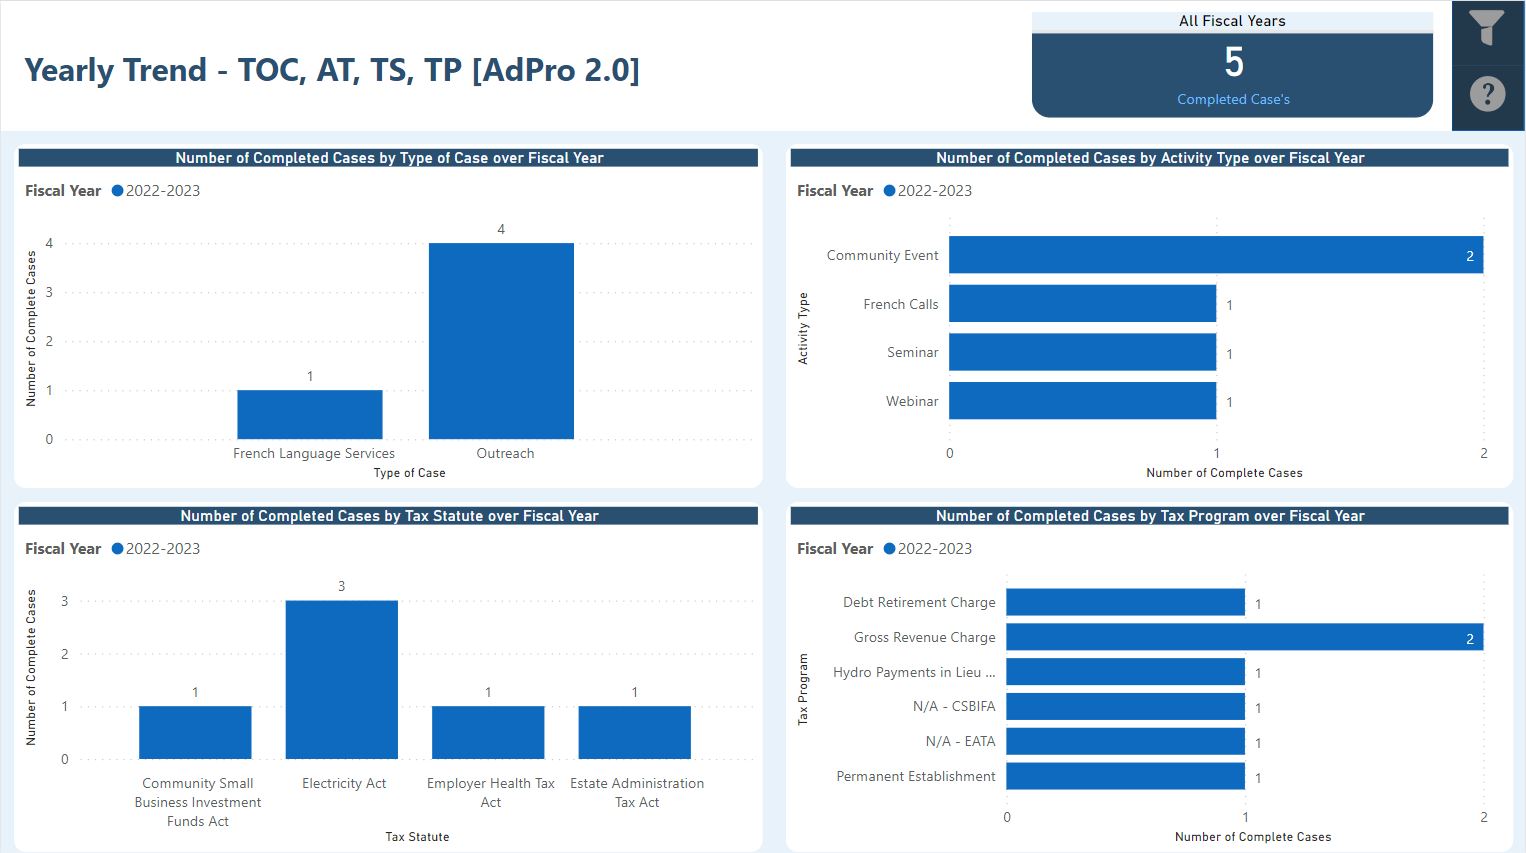 Yearly Trend - TOC, AT, TS, TP [AdPro 2.0]
All Fiscal Years
5
Completed Case's
?
Number of Completed Cases by Type of Case over Fiscal Year
Fiscal Year 2022-2023
Number of Complete Cases
4
3
2
1
0
1
4
French Language Services
Outreach
Type of Case
Number of Completed Cases by Activity Type over Fiscal Year
Fiscal Year 2022-2023
Activity Type
Community Event 2
French Calls 1
Seminar 1
Webinar 1
0 1 2
Number of Complete Cases
Number of Completed Cases by Tax Statute over Fiscal Year
Fiscal Year 2022-2023
Number of Complete Cases
3
2
1
0
1
3
1
1
Community Small
Business Investment
Funds Act
Electricity Act
Employer Health Tax
Act
Estate Administration
Tax Act
Tax Statute
Number of Completed Cases by Tax Program over Fiscal Year
Fiscal Year 2022-2023
Tax Program
Debt Retirement Charge 1
Gross Revenue Charge 2
Hydro Payments in Lieu ... 1
N/A - CSBIFA 1
N/A - EATA 1
Permanent Establishment 1
0 1 2
Number of Complete Cases